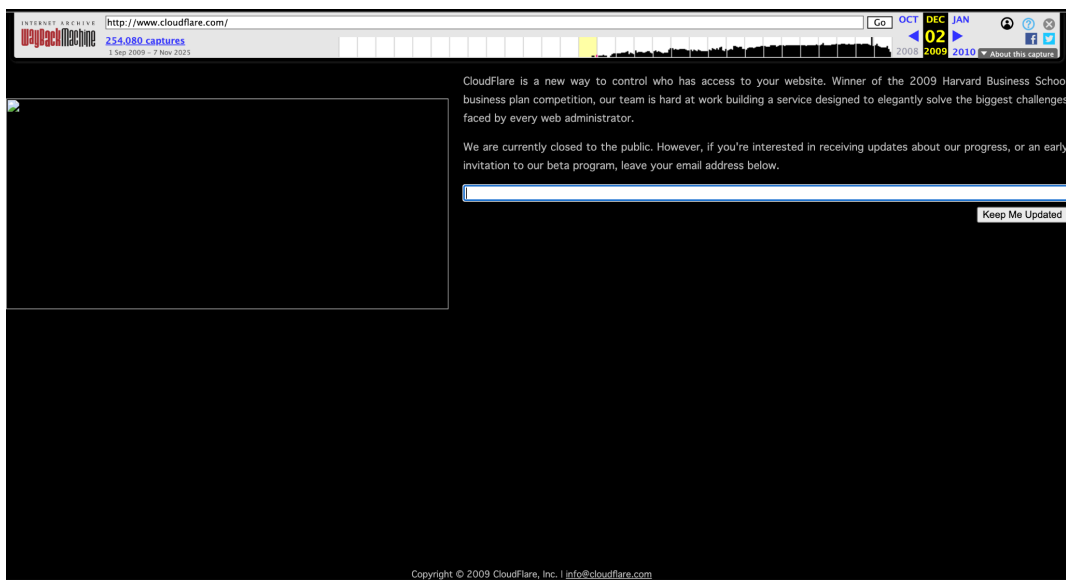 INTERNET ARCHIVE
WayBackMachine
http://www.cloudflare.com/
Go
OCT DEC JAN
254,080 captures
02
1 Sep 2009 – 7 Nov 2025
2008 2009 2010
▼ About this capture
CloudFlare is a new way to control who has access to your website. Winner of the 2009 Harvard Business Schoo
business plan competition, our team is hard at work building a service designed to elegantly solve the biggest challenges
faced by every web administrator.
We are currently closed to the public. However, if you're interested in receiving updates about our progress, or an early
invitation to our beta program, leave your email address below.
Keep Me Updated
Copyright © 2009 CloudFlare, Inc. | info@cloudflare.com